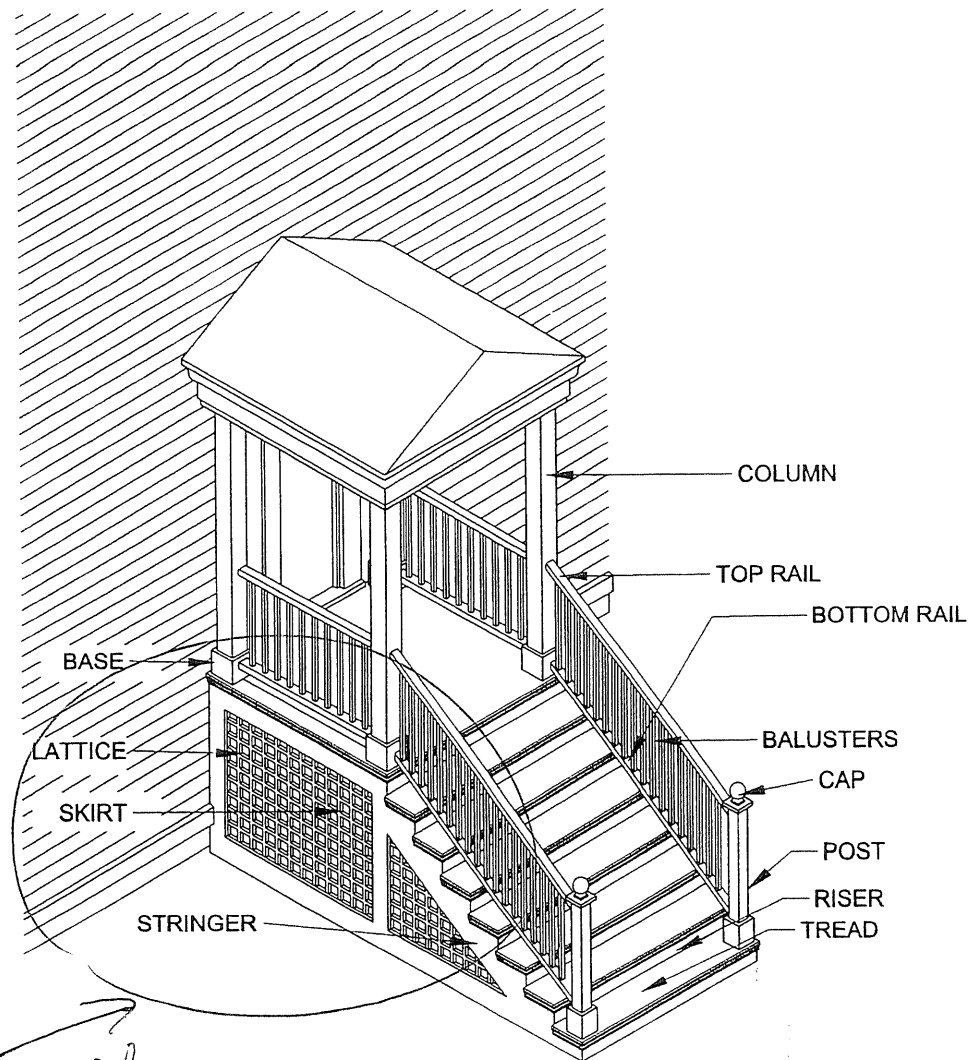 COLUMN
TOP RAIL
BOTTOM RAIL
BASE
BALUSTERS
LATTICE
CAP
SKIRT
POST
RISER
STRINGER
TREAD